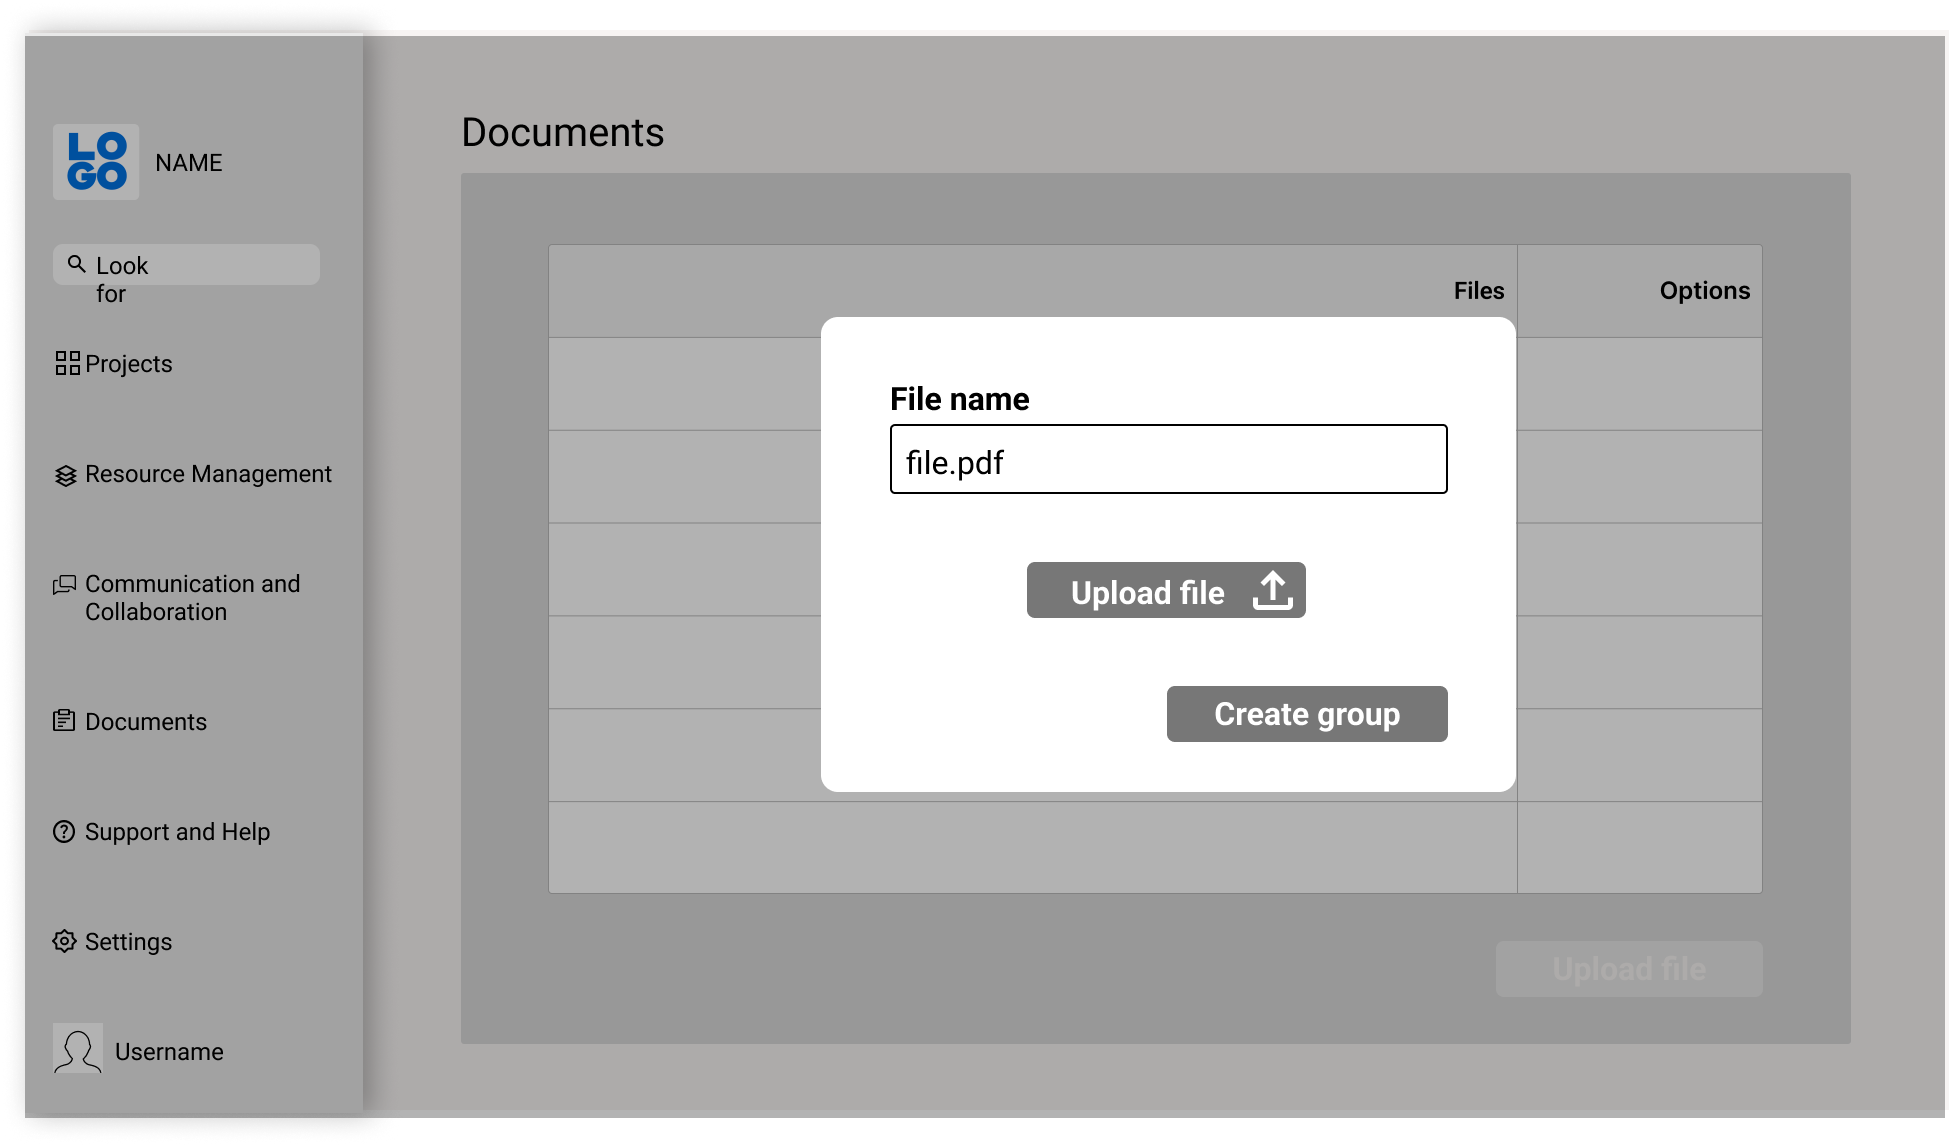 LO
GO
NAME
Look
for
Projects
Resource Management
Communication and
Collaboration
Documents
Support and Help
Settings
Username
Documents
Files
Options
File name
file.pdf
Upload file
Create group
Upload file